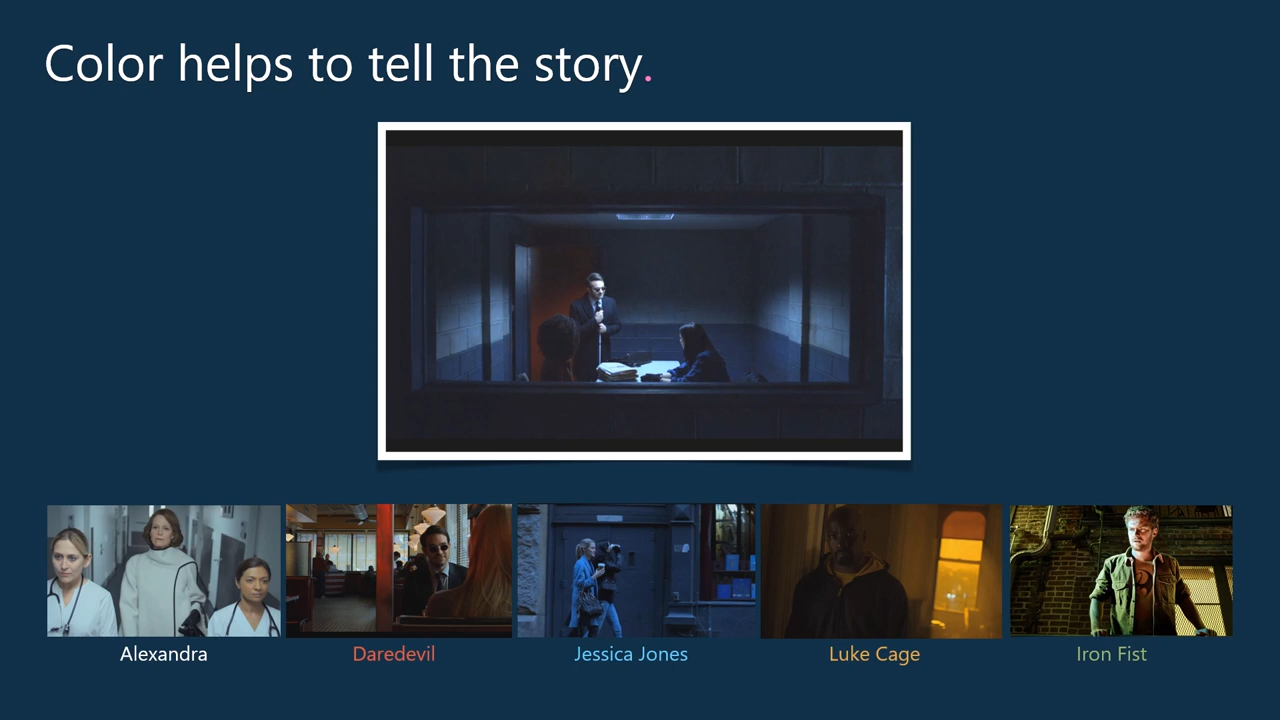 Color helps to tell the story.
Alexandra
Daredevil
Jessica Jones
Luke Cage
Iron Fist